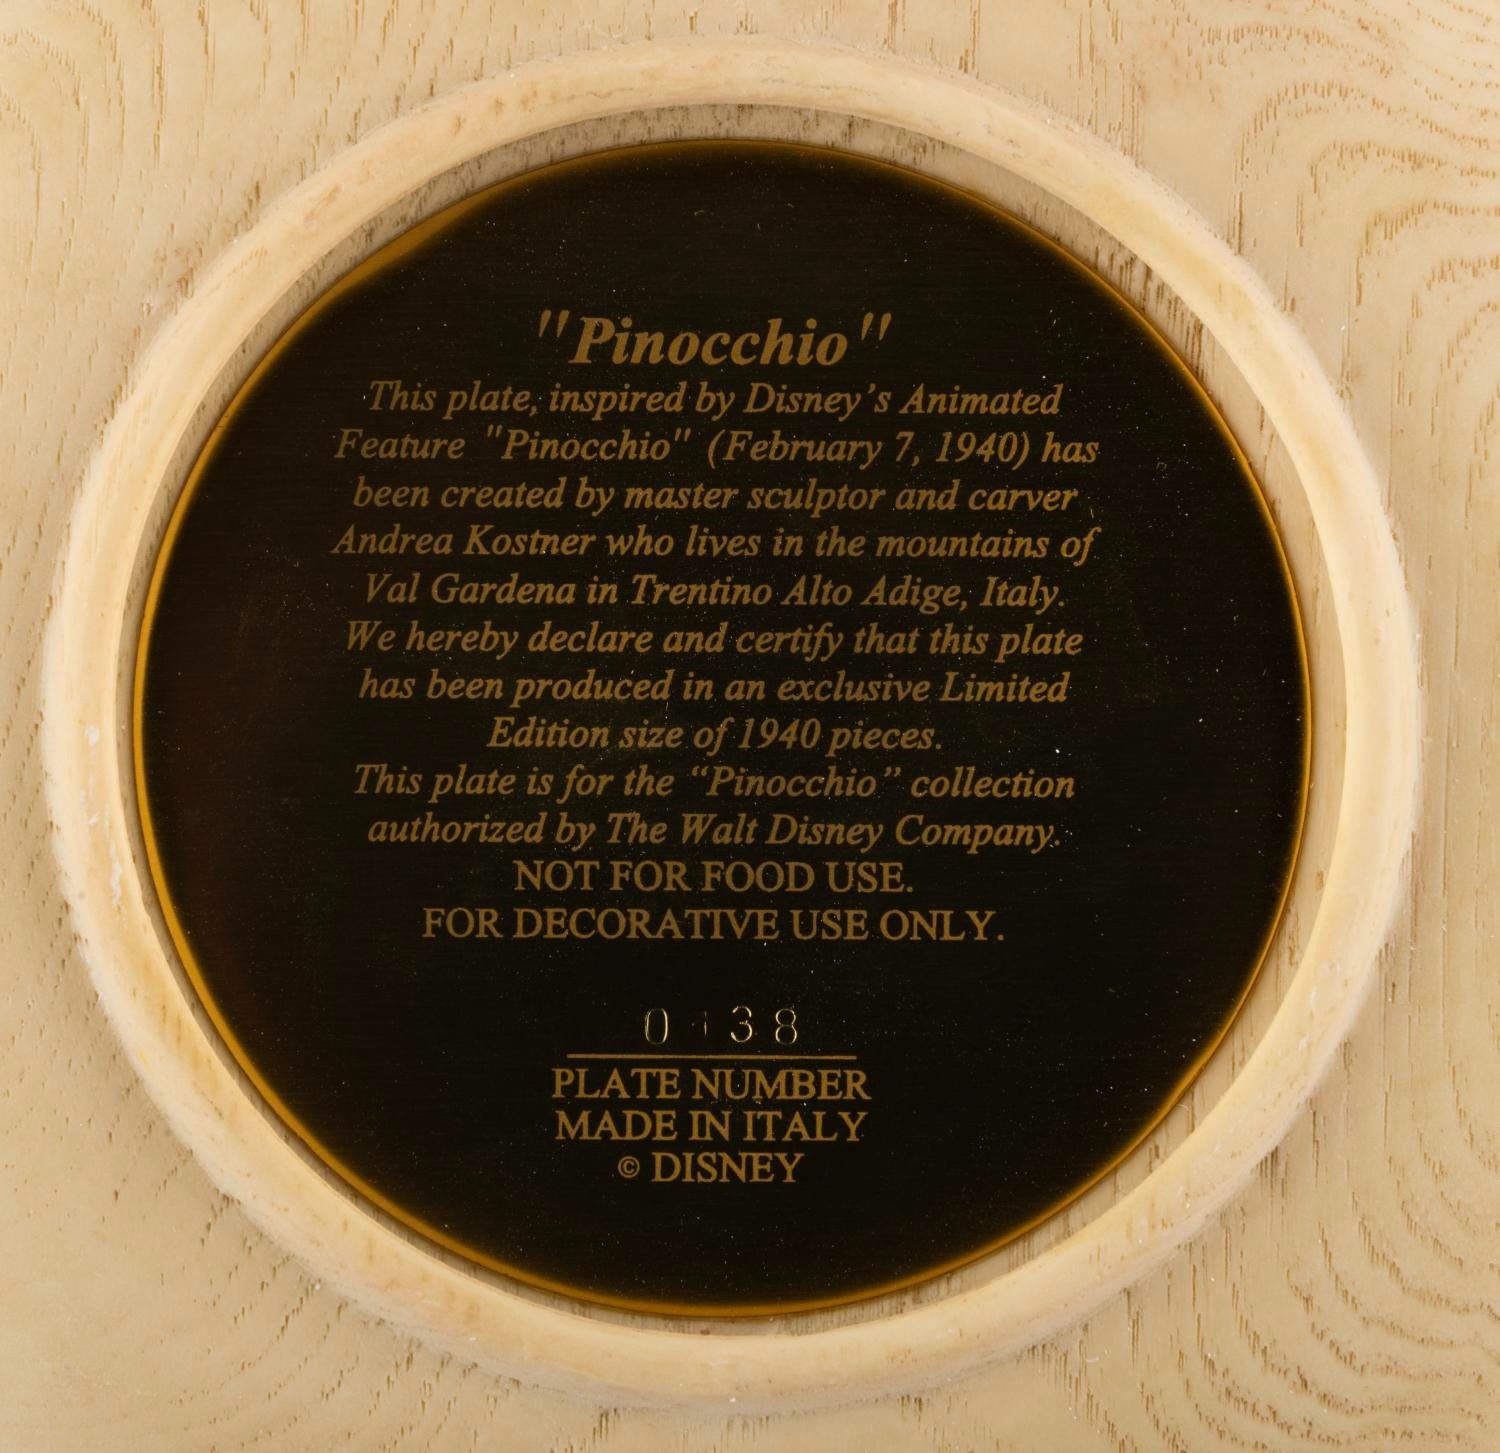 "Pinocchio"
This plate, inspired by Disney's Animated
Feature "Pinocchio" (February 7, 1940) has
been created by master sculptor and carver
Andrea Kostner who lives in the mountains of
Val Gardena in Trentino Alto Adige, Italy.
We hereby declare and certify that this plate
has been produced in an exclusive Limited
Edition size of 1940 pieces.
This plate is for the “Pinocchio” collection
authorized by The Walt Disney Company.
NOT FOR FOOD USE.
FOR DECORATIVE USE ONLY.
0138
PLATE NUMBER
MADE IN ITALY
© DISNEY